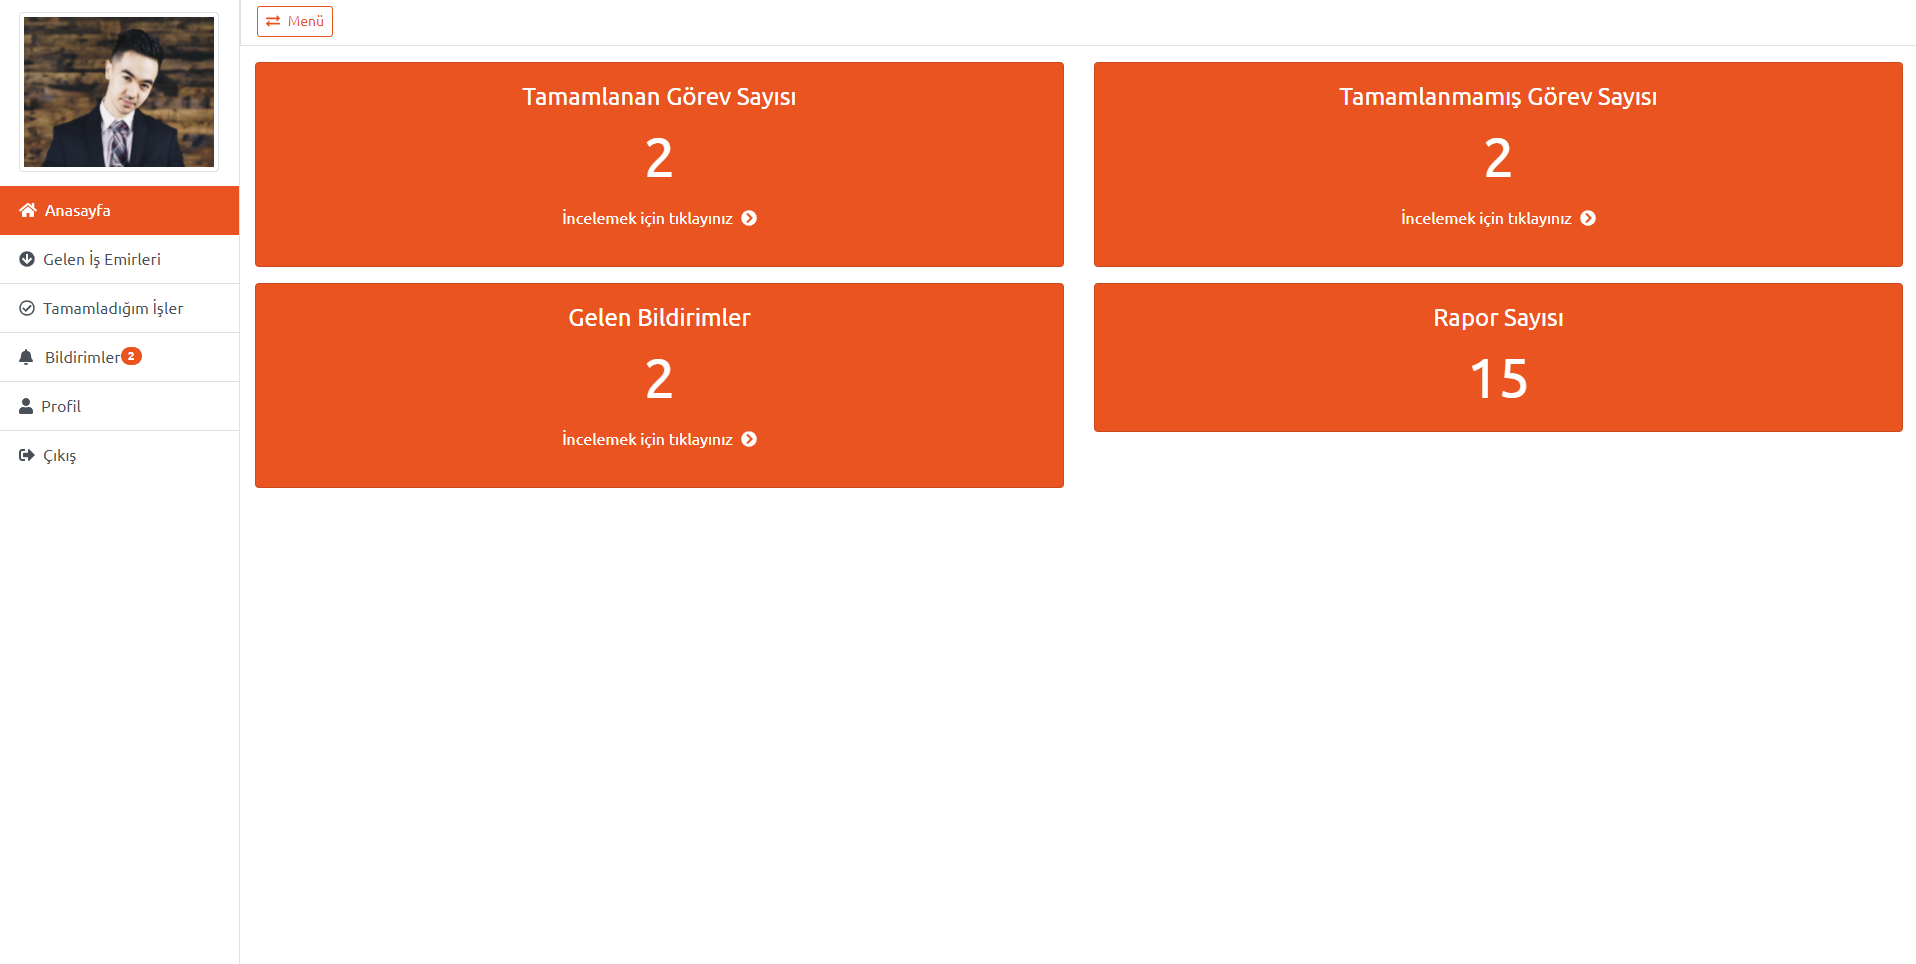 Menü
Anasayfa
Gelen İş Emirleri
Tamamladığım İşler
Bildirimler 2
Profil
Çıkış
Tamamlanan Görev Sayısı
2
İncelemek için tıklayınız
Tamamlanmamış Görev Sayısı
2
İncelemek için tıklayınız
Gelen Bildirimler
2
İncelemek için tıklayınız
Rapor Sayısı
15